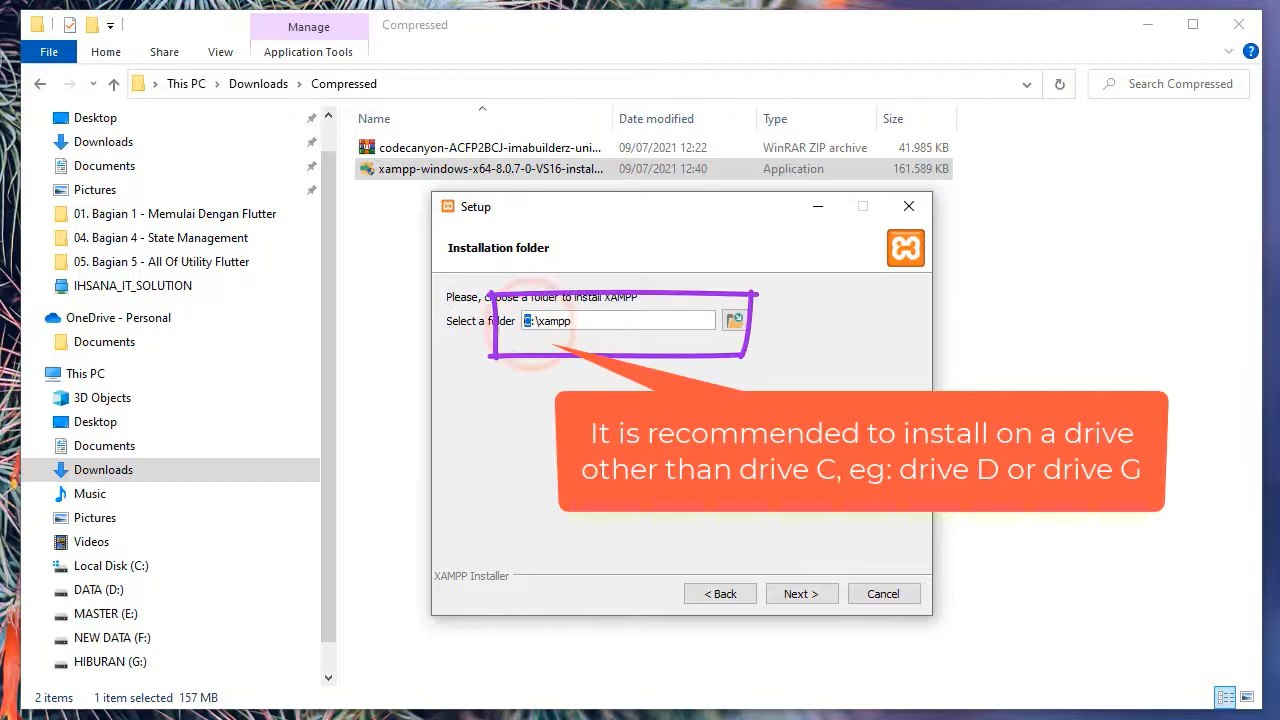 Manage
Compressed
File
Home
Share
View
Application Tools
This PC
Downloads
Compressed
Search Compressed
Desktop
Downloads
Documents
Pictures
01. Bagian 1 - Memulai Dengan Flutter
04. Bagian 4 - State Management
05. Bagian 5 - All Of Utility Flutter
IHSANA_IT_SOLUTION
OneDrive - Personal
Documents
This PC
3D Objects
Desktop
Documents
Downloads
Music
Pictures
Videos
Local Disk (C:)
DATA (D:)
MASTER (E:)
NEW DATA (F:)
HIBURAN (G:)
Name
Date modified
Type
Size
codecanyon-ACFP2BCJ-imabuilderz-uni...
09/07/2021 12:22
WinRAR ZIP archive
41.985 KB
xampp-windows-x64-8.0.7-0-VS16-instal...
09/07/2021 12:40
Application
161.589 KB
Setup
Installation folder
Please, choose a folder to install XAMPP
Select a folder
C:\xampp
It is recommended to install on a drive
other than drive C, eg: drive D or drive G
XAMPP Installer
< Back
Next >
Cancel
2 items
1 item selected 157 MB